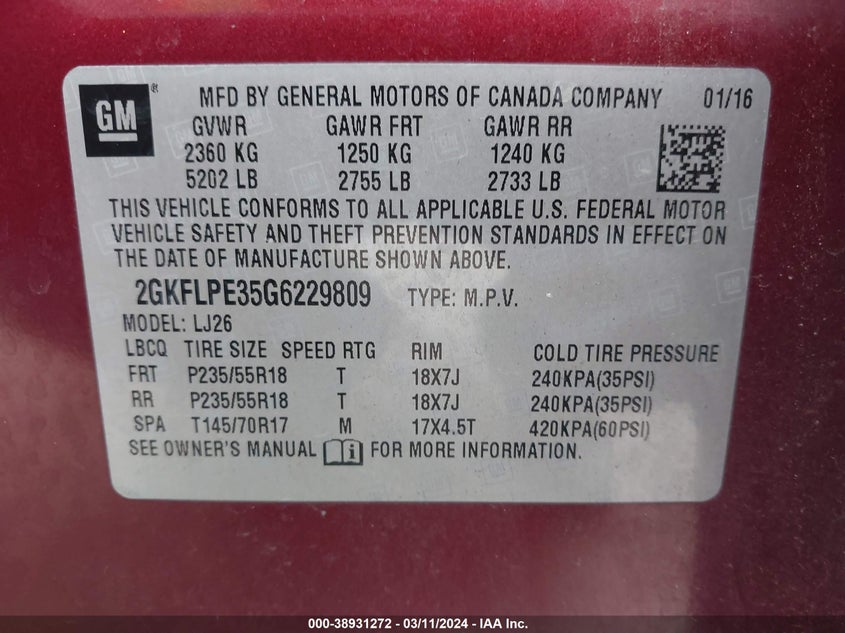 GM ® MFD BY GENERAL MOTORS OF CANADA COMPANY 01/16
GVWR GAWR FRT GAWR RR
2360 KG 1250 KG 1240 KG
5202 LB 2755 LB 2733 LB
THIS VEHICLE CONFORMS TO ALL APPLICABLE U.S. FEDERAL MOTOR
VEHICLE SAFETY AND THEFT PREVENTION STANDARDS IN EFFECT ON
THE DATE OF MANUFACTURE SHOWN ABOVE.
2GKFLPE35G6229809 TYPE: M.P.V.
MODEL: LJ26
LBCQ TIRE SIZE SPEED RTG RIM COLD TIRE PRESSURE
FRT P235/55R18 T 18X7J 240KPA(35PSI)
RR P235/55R18 T 18X7J 240KPA(35PSI)
SPA T145/70R17 M 17X4.5T 420KPA(60PSI)
SEE OWNER'S MANUAL FOR MORE INFORMATION.
000-38931272 - 03/11/2024 - IAA Inc.